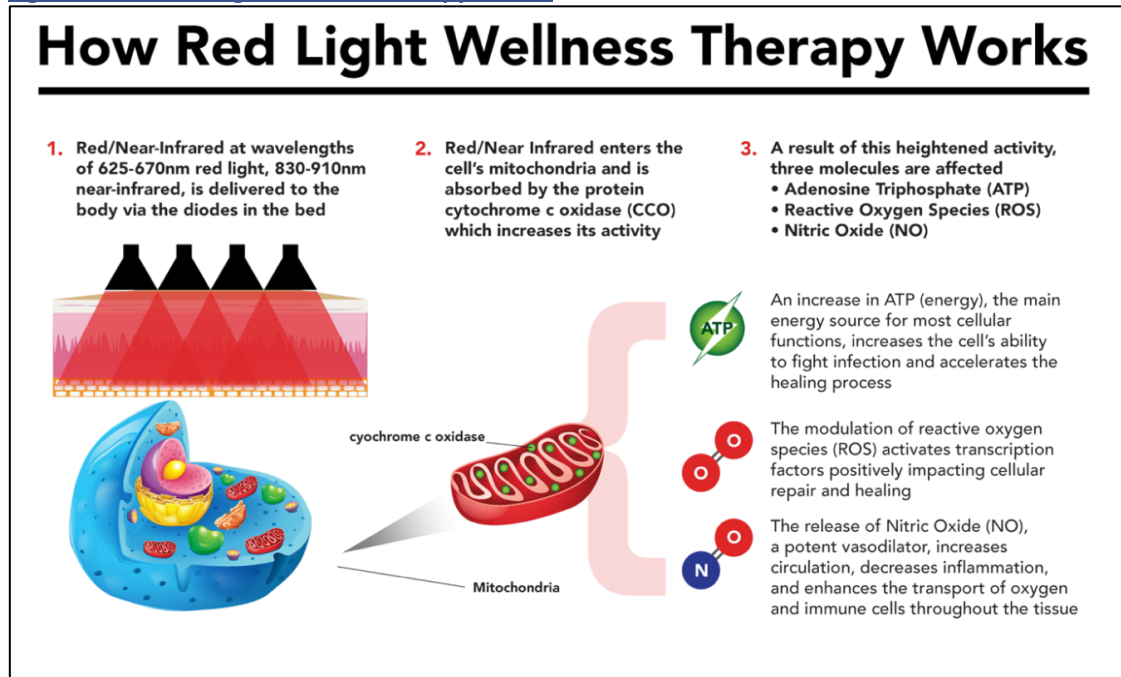 How Red Light Wellness Therapy Works
1. Red/Near-Infrared at wavelengths
of 625-670nm red light, 830-910nm
near-infrared, is delivered to the
body via the diodes in the bed
2. Red/Near Infrared enters the
cell's mitochondria and is
absorbed by the protein
cytochrome c oxidase (CCO)
which increases its activity
3. A result of this heightened activity,
three molecules are affected
• Adenosine Triphosphate (ATP)
• Reactive Oxygen Species (ROS)
• Nitric Oxide (NO)
cyochrome c oxidase
Mitochondria
ATP
An increase in ATP (energy), the main
energy source for most cellular
functions, increases the cell's ability
to fight infection and accelerates the
healing process
O
O
The modulation of reactive oxygen
species (ROS) activates transcription
factors positively impacting cellular
repair and healing
N
O
The release of Nitric Oxide (NO),
a potent vasodilator, increases
circulation, decreases inflammation,
and enhances the transport of oxygen
and immune cells throughout the tissue